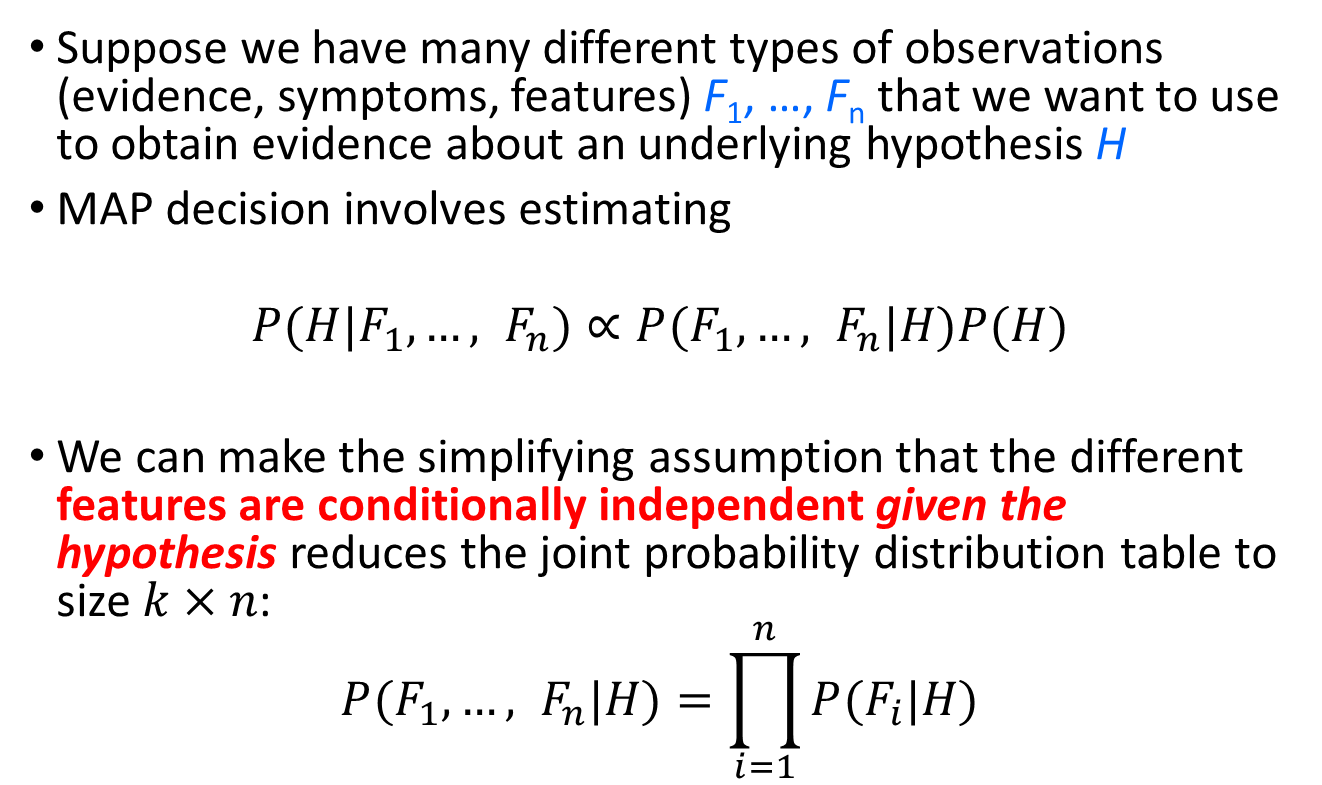 • Suppose we have many different types of observations
(evidence, symptoms, features) F₁, …, Fₙ that we want to use
to obtain evidence about an underlying hypothesis H
• MAP decision involves estimating
P(H|F₁, … , Fₙ) ∝ P(F₁, … , Fₙ|H)P(H)
• We can make the simplifying assumption that the different
features are conditionally independent given the
hypothesis reduces the joint probability distribution table to
size k × n:
P(F₁, … , Fₙ|H) = ∏ᵢ₌₁ⁿ P(Fᵢ|H)